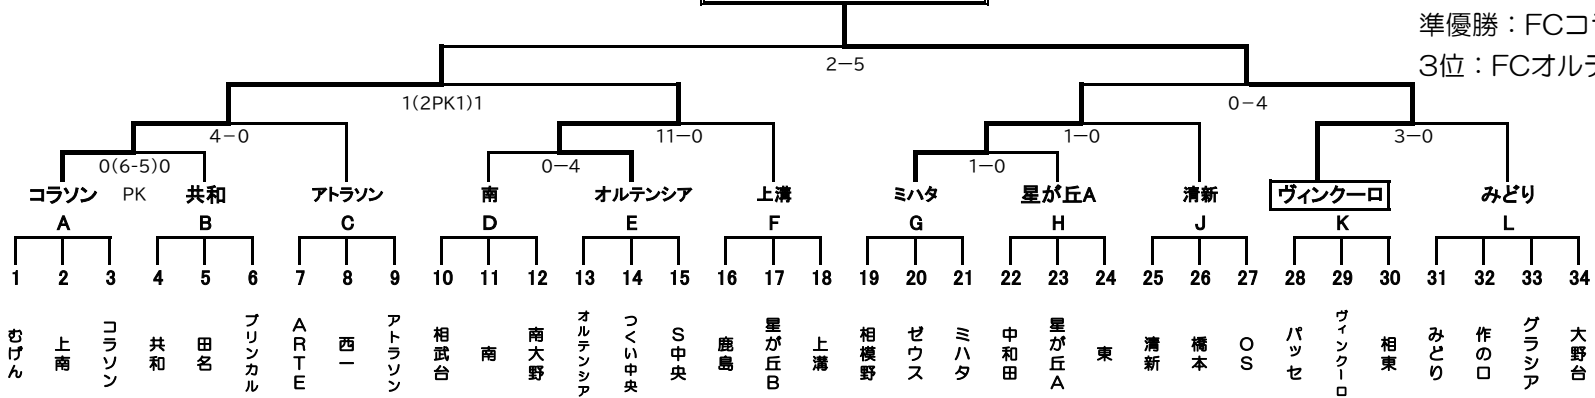 準優勝：FCコ
2－5
3位：FCオルテ
1(2PK1)1
0－4
4－0
11－0
1－0
3－0
0(6-5)0
0－4
1－0
コラソン PK 共和 アトラソン 南 オルテンシア 上溝 ミハタ 星が丘A 清新 ヴィンクーロ みどり
A B C D E F G H J K L
1 2 3 4 5 6 7 8 9 10 11 12 13 14 15 16 17 18 19 20 21 22 23 24 25 26 27 28 29 30 31 32 33 34
むげん
上南
コラソン
共和
田名
ブリンカル
ARTE
西一
アトラソン
相武台
南
南大野
オルテンシア
つくい中央
S中央
鹿島
星が丘B
上溝
相模野
ゼウス
ミハタ
中和田
星が丘A
東
清新
橋本
OS
パッセ
ヴィンクーロ
相東
みどり
作の口
グラシア
大野台